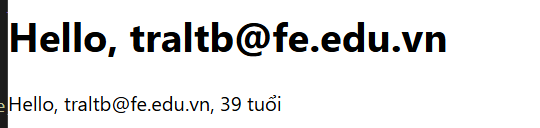 Hello, traltb@fe.edu.vn
Hello, traltb@fe.edu.vn, 39 tuổi